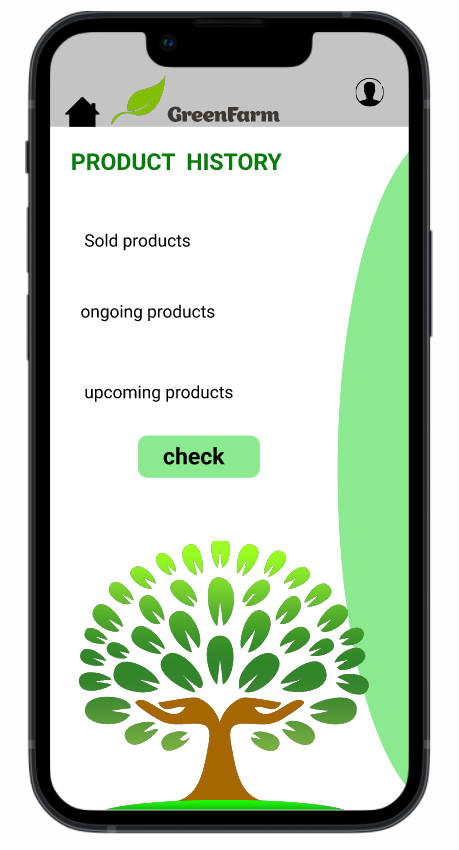 GreenFarm
PRODUCT HISTORY
Sold products
ongoing products
upcoming products
check